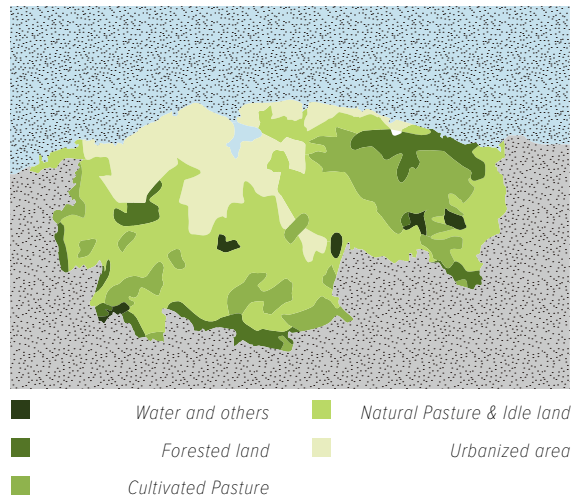 Water and others
Forested land
Cultivated Pasture
Natural Pasture & Idle land
Urbanized area